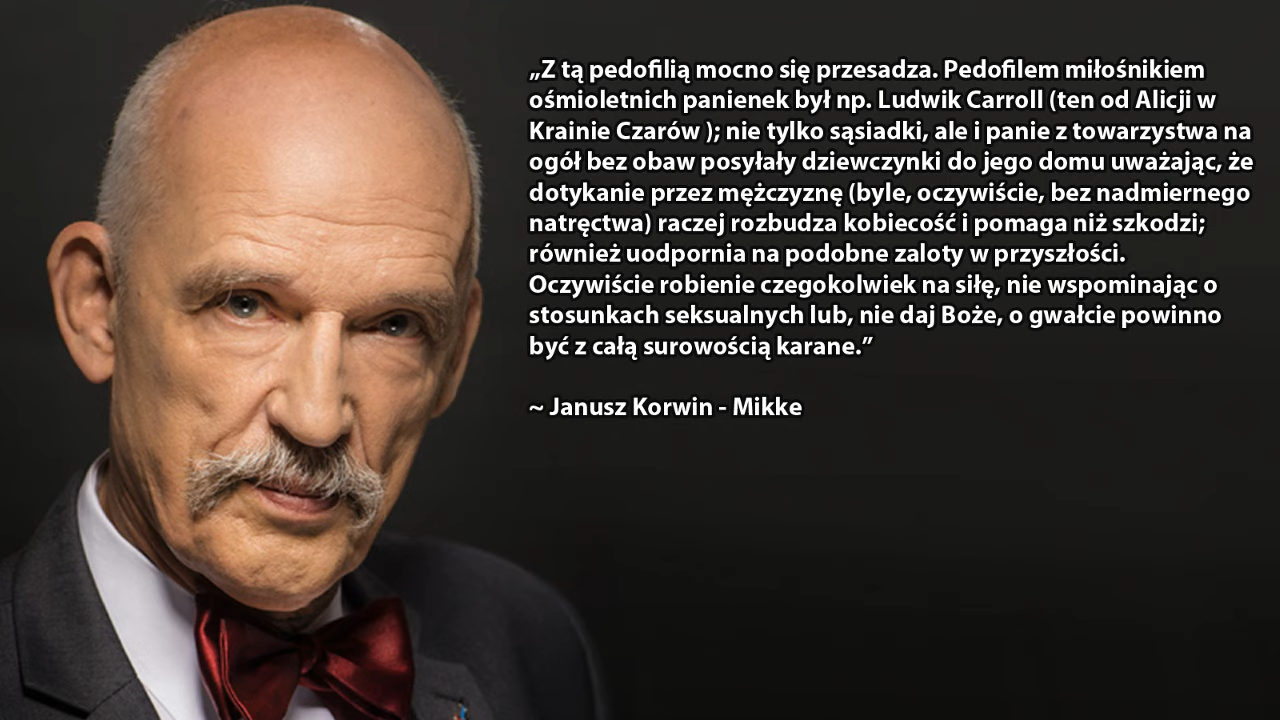 „Z tą pedofilią mocno się przesadza. Pedofilem miłośnikiem
ośmioletnich panienek był np. Ludwik Carroll (ten od Alicji w
Krainie Czarów ); nie tylko sąsiadki, ale i panie z towarzystwa na
ogół bez obaw posyłały dziewczynki do jego domu uważając, że
dotykanie przez mężczyznę (byle, oczywiście, bez nadmiernego
natręctwa) raczej rozbudza kobiecość i pomaga niż szkodzi;
również uodpornia na podobne zaloty w przyszłości.
Oczywiście robienie czegokolwiek na siłę, nie wspominając o
stosunkach seksualnych lub, nie daj Boże, o gwałcie powinno
być z całą surowością karane.”
~ Janusz Korwin - Mikke